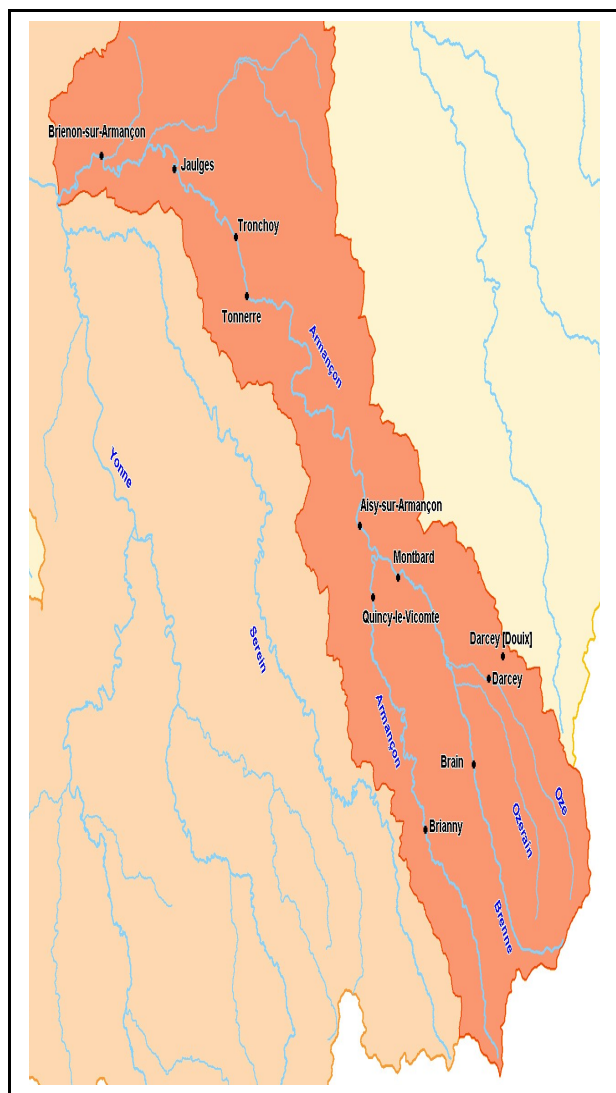 Brienon-sur-Armançon
Jaulges
Tronchoy
Tonnerre
Armançon
Yonne
Aisy-sur-Armançon
Montbard
Quincy-le-Vicomte
Serein
Darcey [Douix]
Darcey
Armançon
Brain
Oze
Ozerain
Brianny
Brenne